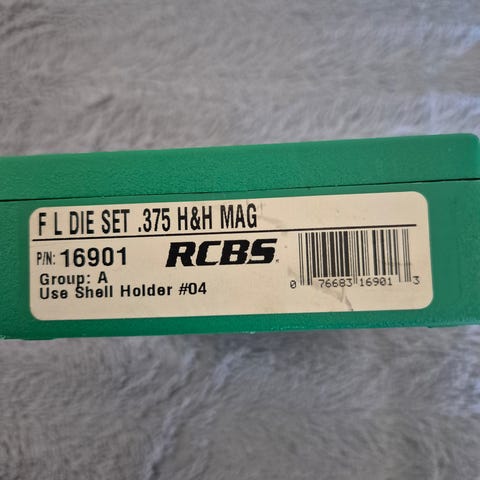 F L DIE SET .375 H&H MAG
P/N: 16901 RCBS.
Group: A
Use Shell Holder #04
0 76683 16901 3